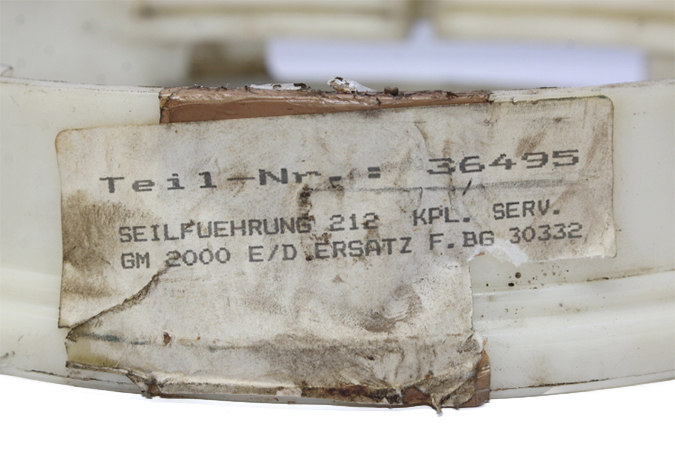 Teil-Nr.: 36495
SEILFUEHRUNG 212 KPL. SERV.
GM 2000 E/D ERSATZ F.BG 30332